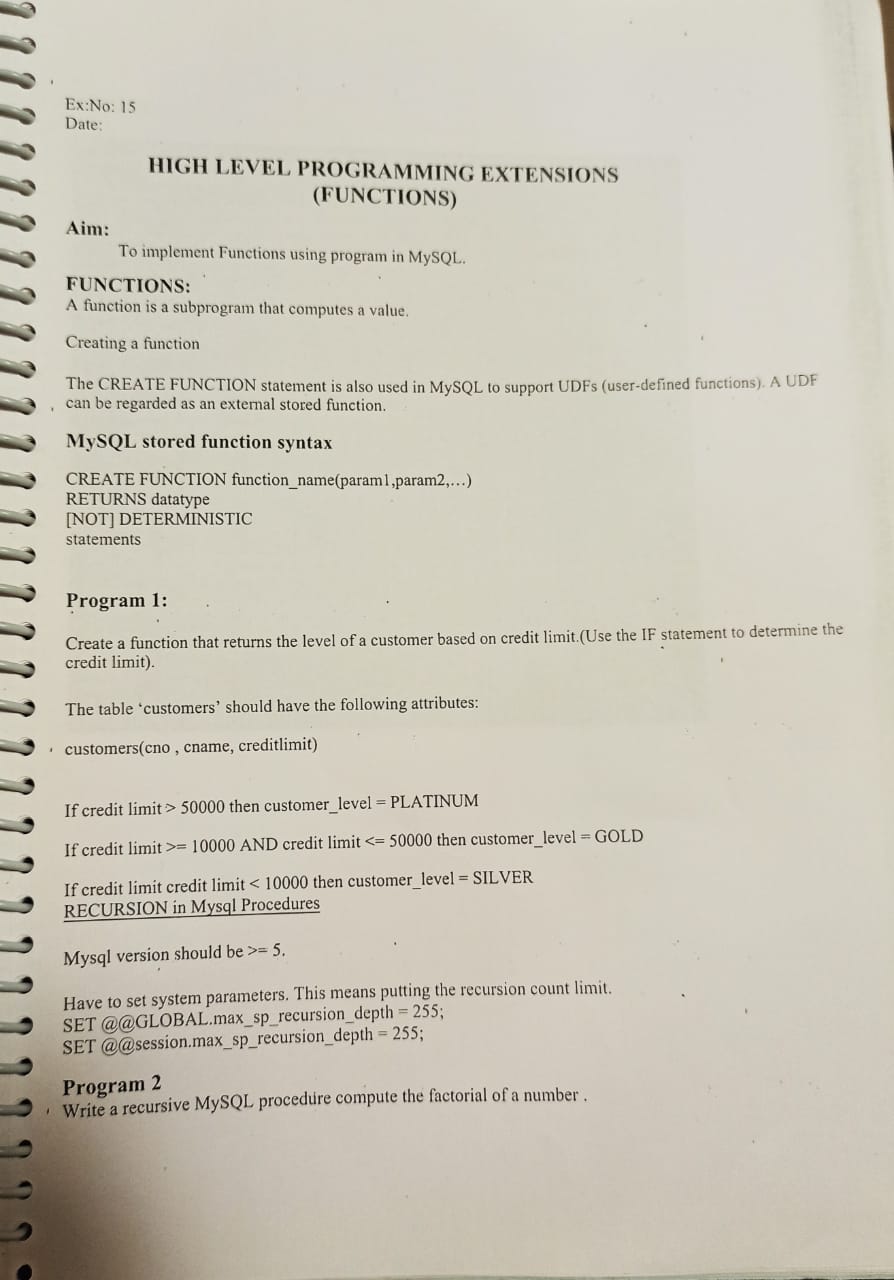 Ex:No: 15
Date:
HIGH LEVEL PROGRAMMING EXTENSIONS
(FUNCTIONS)
Aim:
To implement Functions using program in MySQL.
FUNCTIONS:
A function is a subprogram that computes a value.
Creating a function
The CREATE FUNCTION statement is also used in MySQL to support UDFs (user-defined functions). A UDF
can be regarded as an external stored function.
MySQL stored function syntax
CREATE FUNCTION function_name(param1,param2,...)
RETURNS datatype
[NOT] DETERMINISTIC
statements
Program 1:
Create a function that returns the level of a customer based on credit limit.(Use the IF statement to determine the
credit limit).
The table ‘customers’ should have the following attributes:
customers(cno , cname, creditlimit)
If credit limit > 50000 then customer_level = PLATINUM
If credit limit >= 10000 AND credit limit <= 50000 then customer_level = GOLD
If credit limit credit limit < 10000 then customer_level = SILVER
RECURSION in Mysql Procedures
Mysql version should be >= 5.
Have to set system parameters. This means putting the recursion count limit.
SET @@GLOBAL.max_sp_recursion_depth = 255;
SET @@session.max_sp_recursion_depth = 255;
Program 2
Write a recursive MySQL procedure compute the factorial of a number .